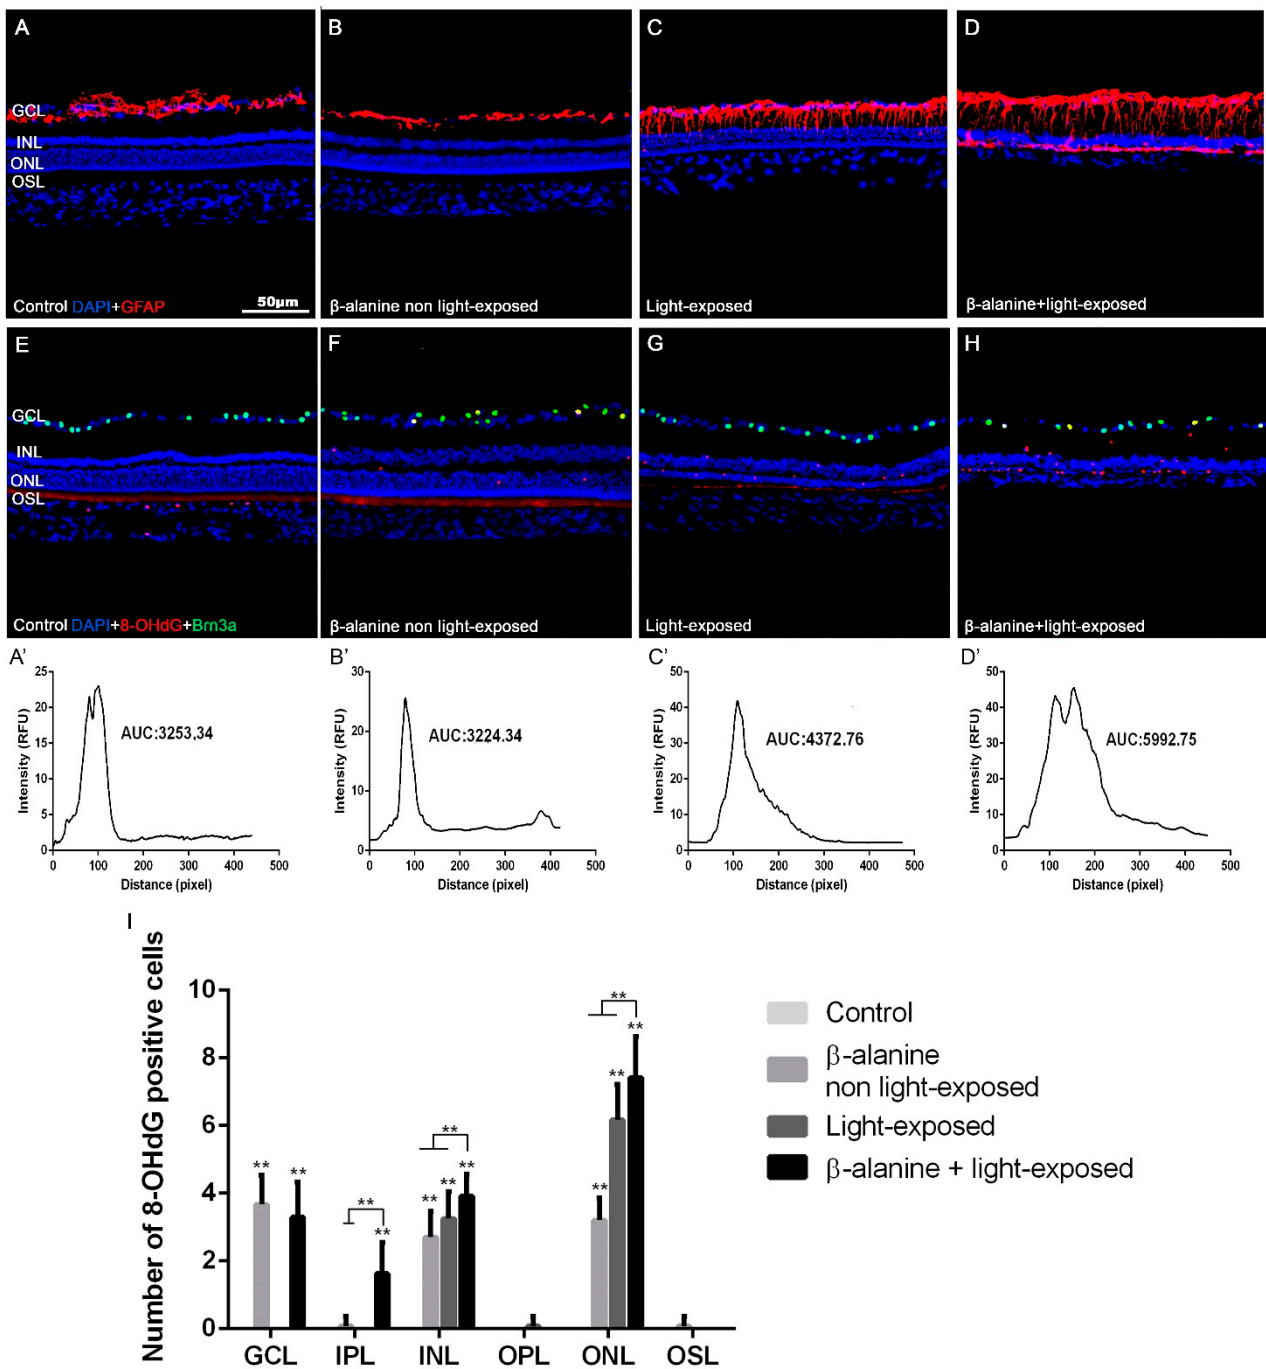 A
B
C
D
GCL
INL
ONL
OSL
Control DAPI+GFAP
50μm
β-alanine non light-exposed
Light-exposed
β-alanine+light-exposed
E
F
G
H
GCL
INL
ONL
OSL
Control DAPI+8-OHdG+Brn3a
β-alanine non light-exposed
Light-exposed
β-alanine+light-exposed
A'
Intensity (RFU)
25
20
15
10
5
0
AUC:3253.34
0 100 200 300 400 500
Distance (pixel)
B'
Intensity (RFU)
30
20
10
0
AUC:3224.34
0 100 200 300 400 500
Distance (pixel)
C'
Intensity (RFU)
50
40
30
20
10
0
AUC:4372.76
0 100 200 300 400 500
Distance (pixel)
D'
Intensity (RFU)
50
40
30
20
10
0
AUC:5992.75
0 100 200 300 400 500
Distance (pixel)
I
Number of 8-OHdG positive cells
10
8
6
4
2
0
** **
** **
** ** ** **
** ** ** **
GCL IPL INL OPL ONL OSL
Control
β-alanine
non light-exposed
Light-exposed
β-alanine + light-exposed